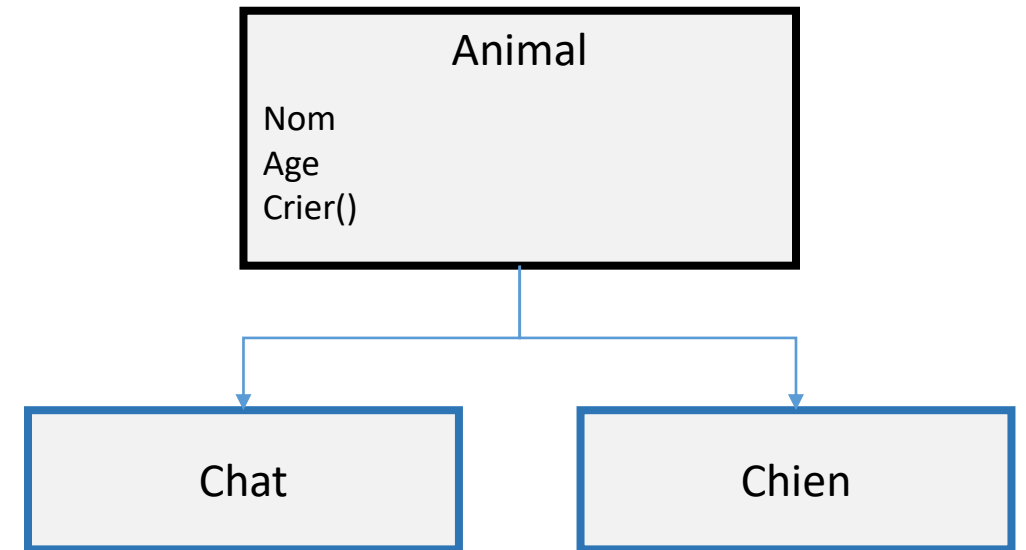 Animal
Nom
Age
Crier()
Chat
Chien